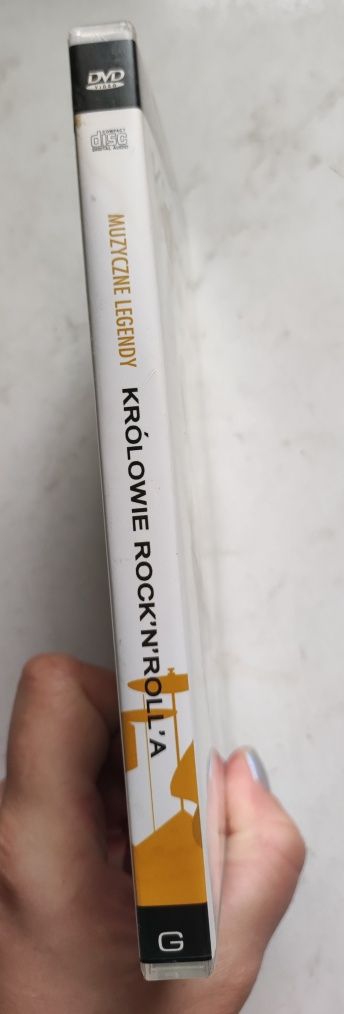 DVD
VIDEO
COMPACT
disc
DIGITAL AUDIO
MUZYCZNE LEGENDY
KRÓLOWIE ROCK'N'ROLL'A
G